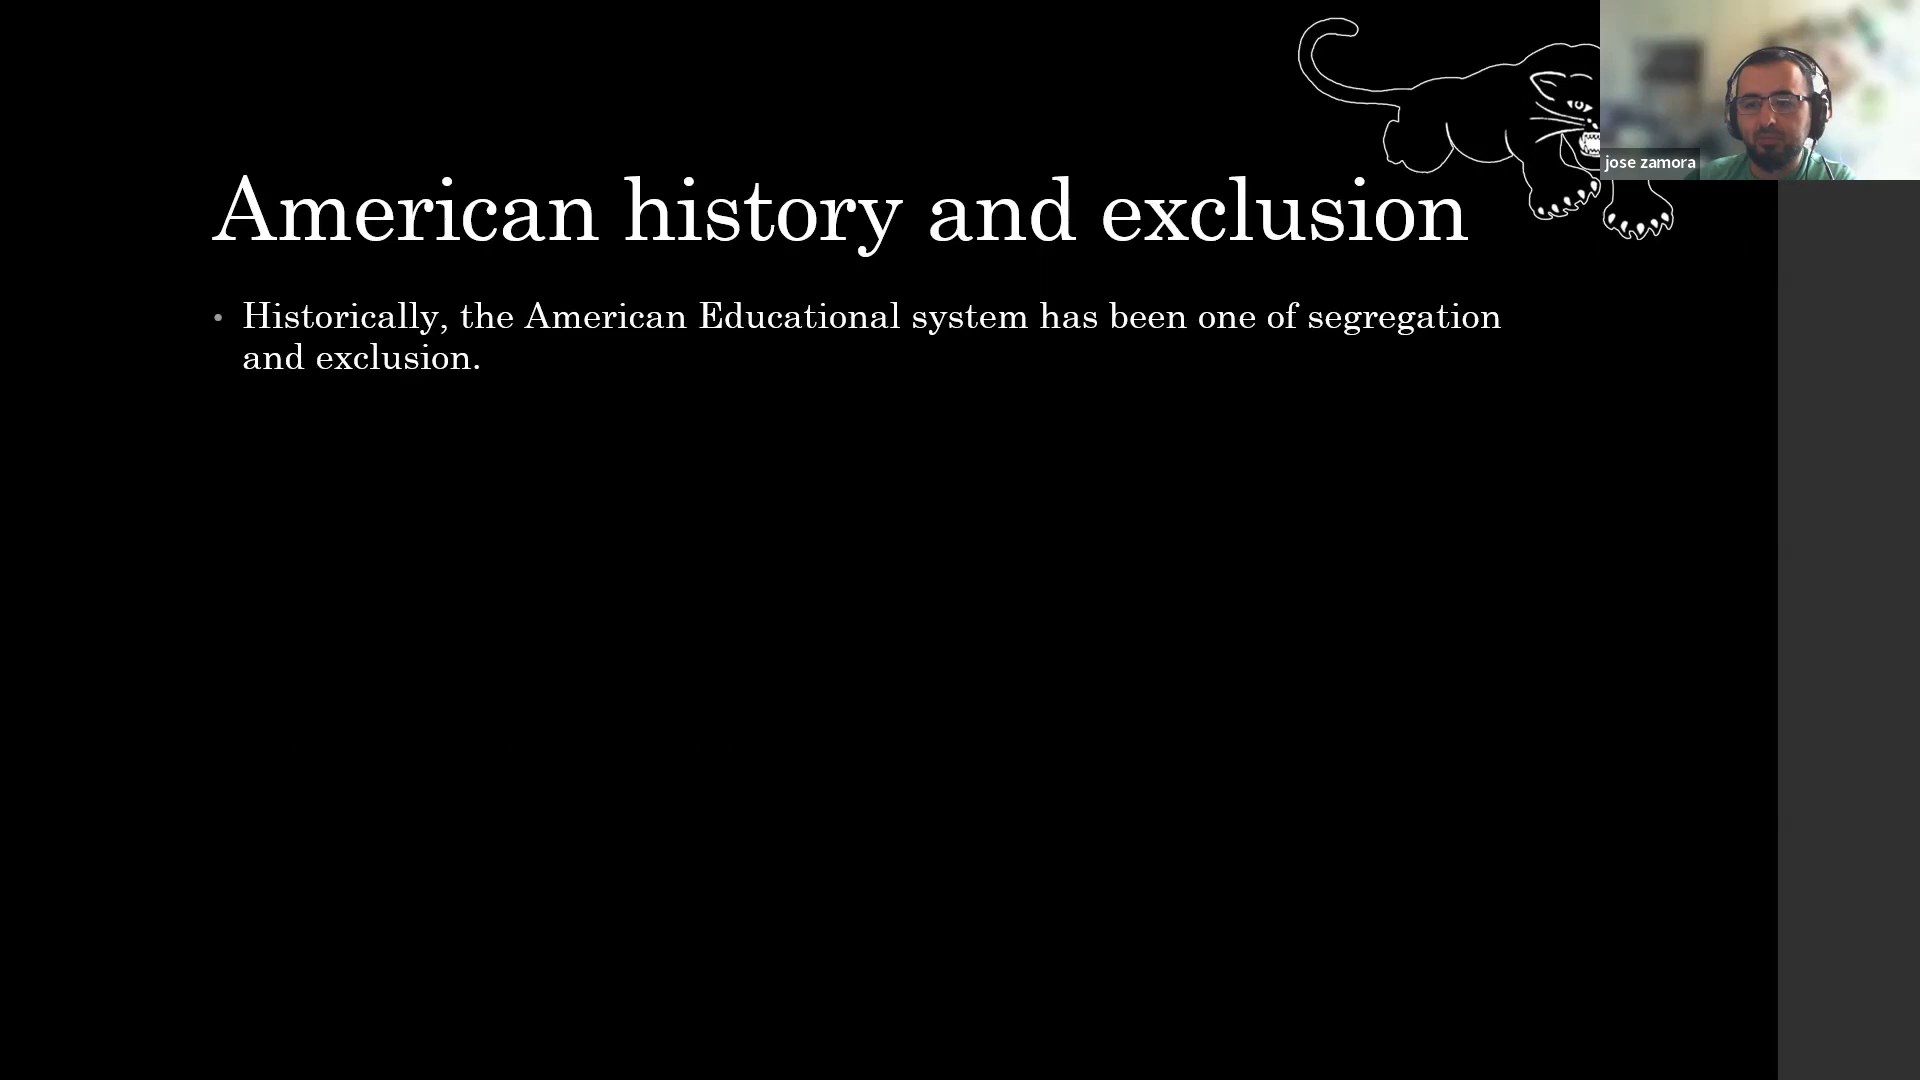 jose zamora
American history and exclusion
• Historically, the American Educational system has been one of segregation
and exclusion.